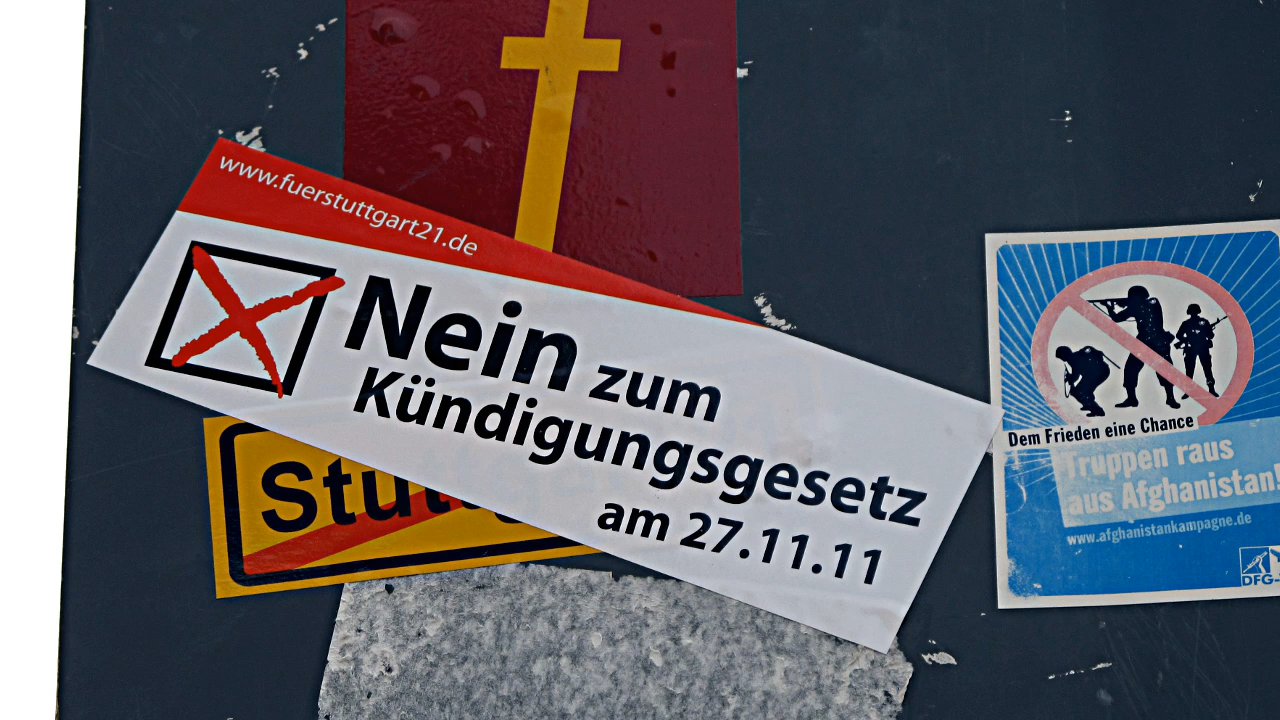 www.fuerstuttgart21.de
Nein zum
Kündigungsgesetz
am 27.11.11
Dem Frieden eine Chance
Truppen raus
aus Afghanistan!
www.afghanistankampagne.de
DFG-